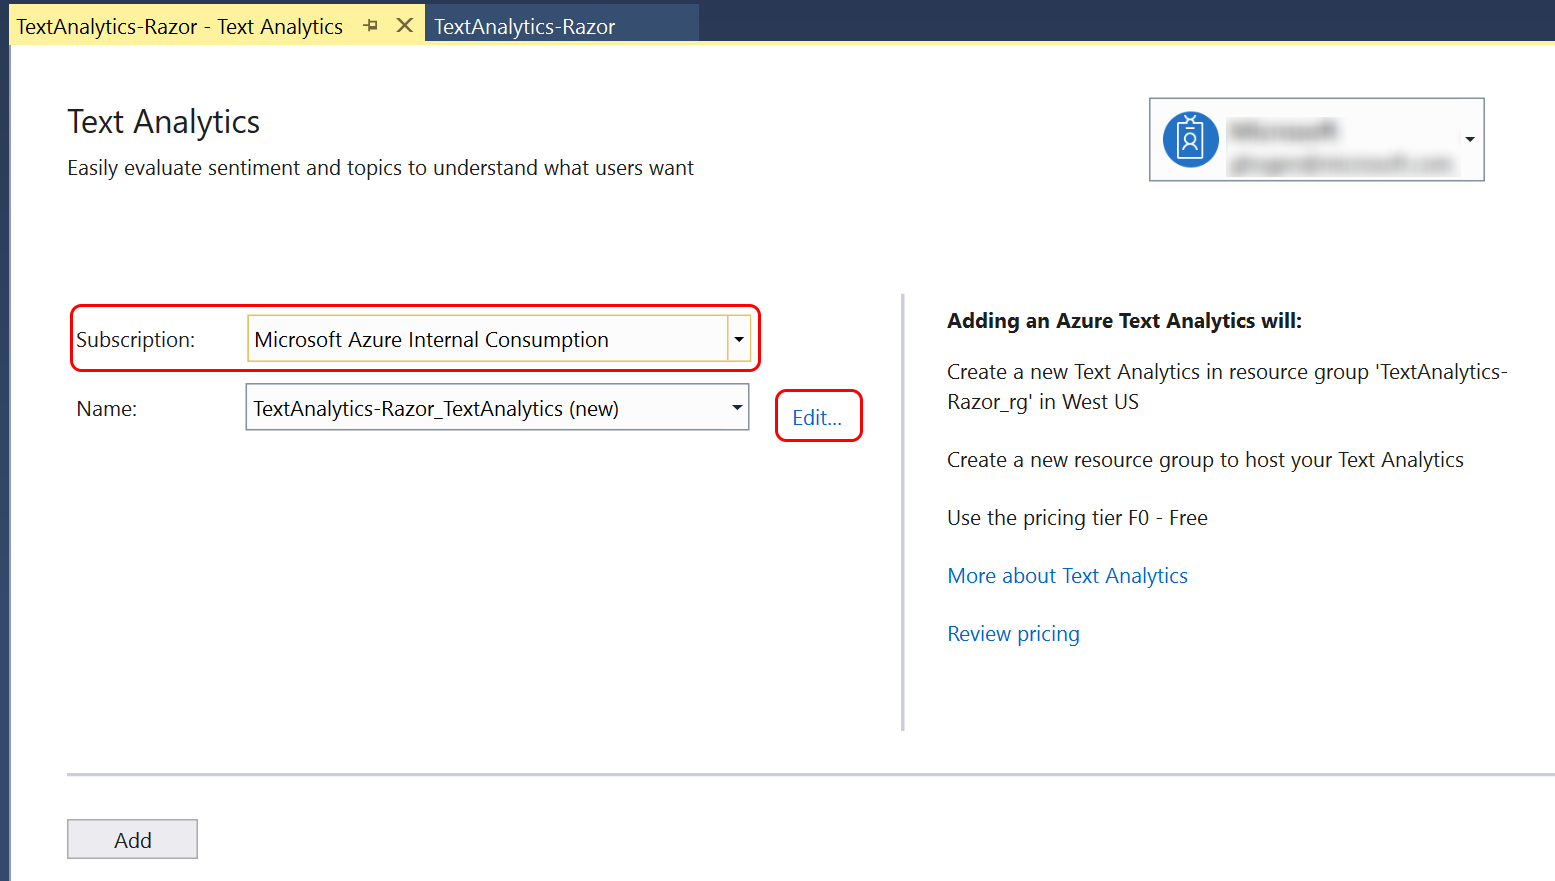 TextAnalytics-Razor - Text Analytics
TextAnalytics-Razor
Text Analytics
Easily evaluate sentiment and topics to understand what users want
Subscription:
Microsoft Azure Internal Consumption
Name:
TextAnalytics-Razor_TextAnalytics (new)
Edit...
Adding an Azure Text Analytics will:
Create a new Text Analytics in resource group 'TextAnalytics-
Razor_rg' in West US
Create a new resource group to host your Text Analytics
Use the pricing tier F0 - Free
More about Text Analytics
Review pricing
Add